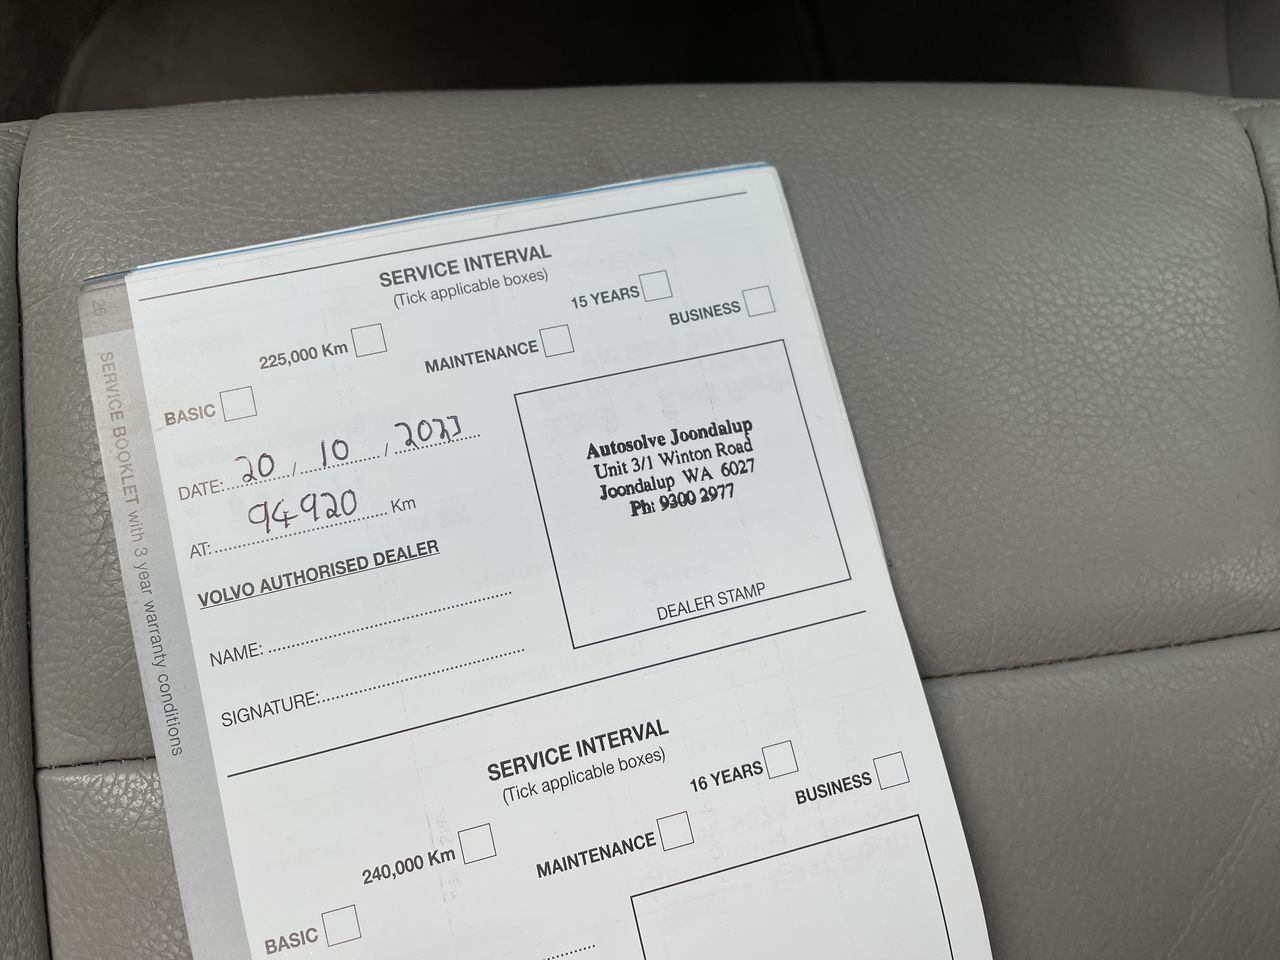 SERVICE INTERVAL
(Tick applicable boxes)
225,000 Km
15 YEARS
BASIC
MAINTENANCE
BUSINESS
DATE: 20 / 10 / 2023
AT: 94920 Km
VOLVO AUTHORISED DEALER
NAME:
SIGNATURE:
Autosolve Joondalup
Unit 3/1 Winton Road
Joondalup WA 6027
Ph: 9300 2977
DEALER STAMP
SERVICE INTERVAL
(Tick applicable boxes)
240,000 Km
16 YEARS
BASIC
MAINTENANCE
BUSINESS
26
SERVICE BOOKLET with 3 year warranty conditions